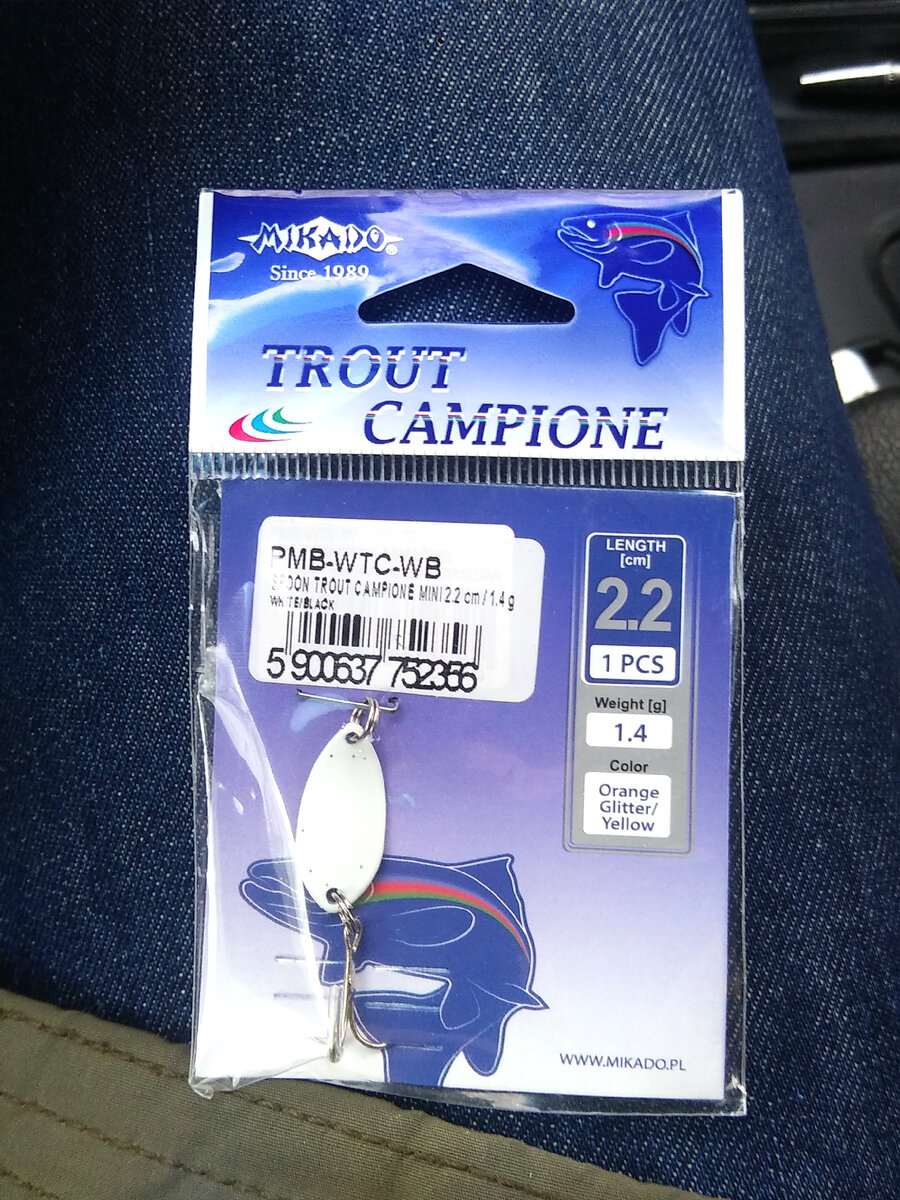 MIKADO®
Since 1989
TROUT
CAMPIONE
PMB-WTC-WB
SPOON TROUT CAMPIONE MINI 2.2 cm / 1.4 g
WHITE/BLACK
5 900637 752356
LENGTH
[cm]
2.2
1 PCS
Weight [g]
1.4
Color
Orange
Glitter/
Yellow
WWW.MIKADO.PL